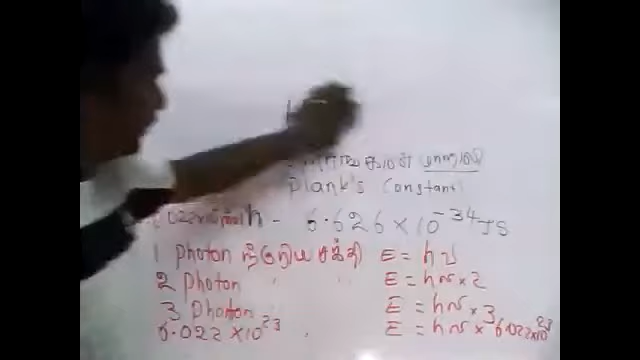 மாறிலி
Plank's Constant
h - 6.626 × 10⁻³⁴ JS
1 Photon சக்தி E = hν
2 Photon " " E = hν × 2
3 Photon E = hν × 3
6.022 × 10²³ " E = hν × 6.022 × 10²³